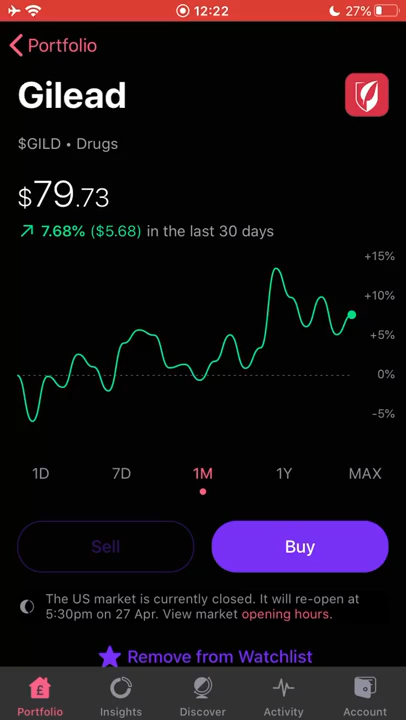 12:22
27%
Portfolio
Gilead
$GILD • Drugs
$79.73
7.68% ($5.68) in the last 30 days
+15%
+10%
+5%
0%
-5%
1D 7D 1M 1Y MAX
Sell Buy
The US market is currently closed. It will re-open at
5:30pm on 27 Apr. View market opening hours.
Remove from Watchlist
£
Portfolio Insights Discover Activity Account